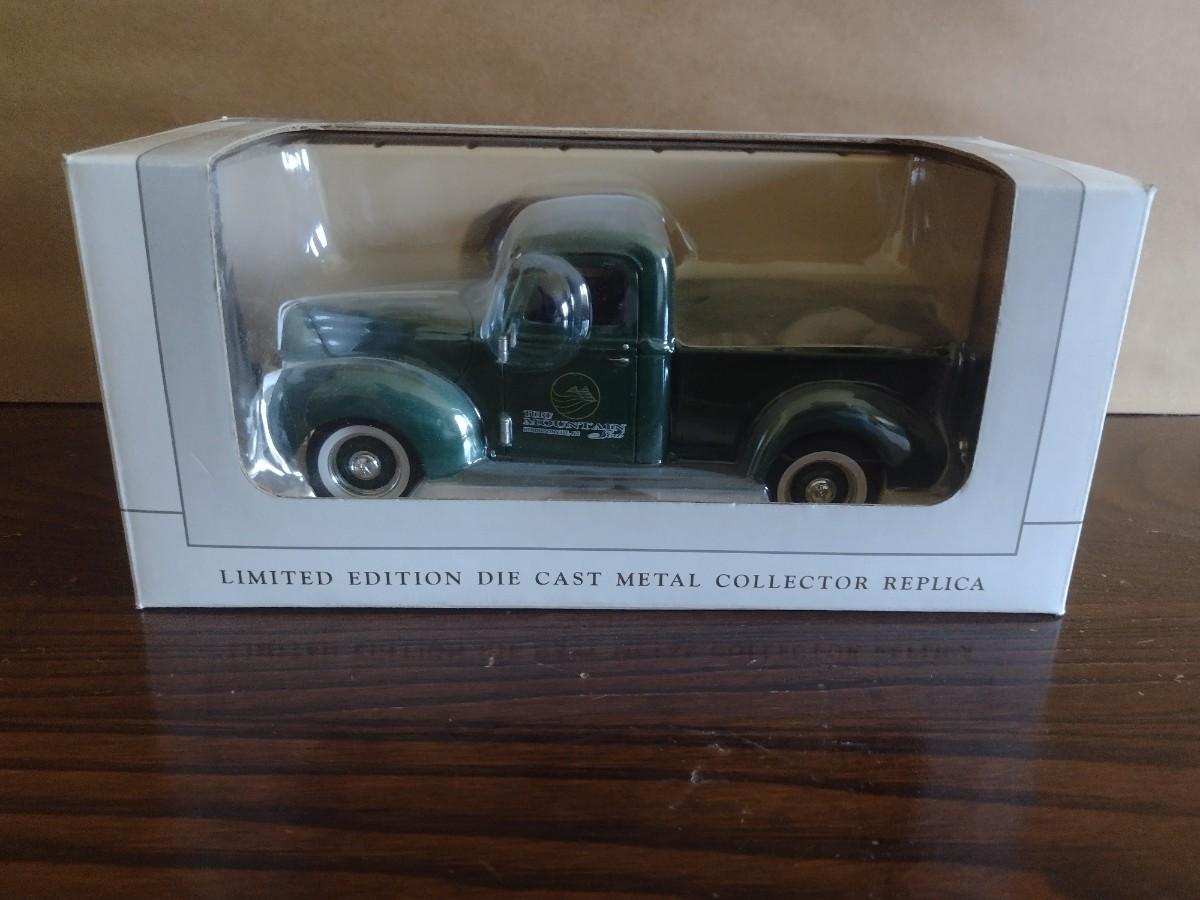 THE
MOUNTAIN
LIMITED EDITION DIE CAST METAL COLLECTOR REPLICA